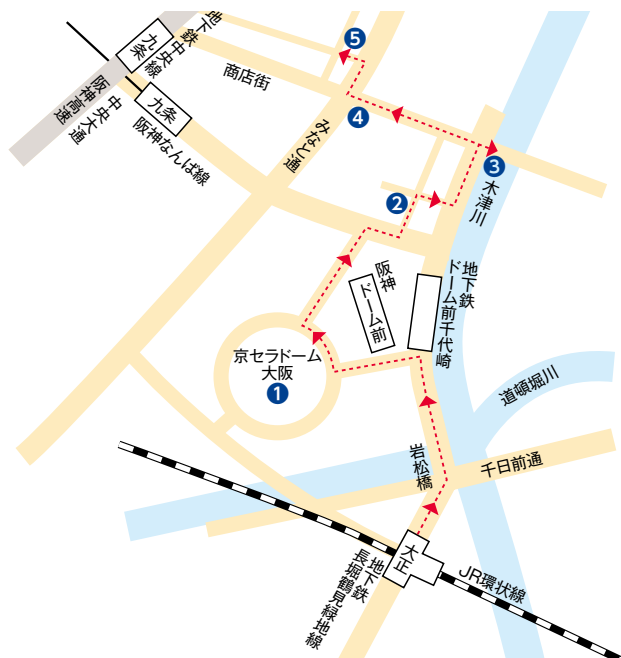 地下鉄
中央線
九条
阪神高速
中央大通
九条
阪神なんば線
商店街
みなと通
5
4
3
木津川
2
阪神
ドーム前
地下鉄
ドーム前千代崎
京セラドーム
大阪
1
道頓堀川
岩松橋
千日前通
大正
地下鉄
長堀鶴見緑地線
JR環状線